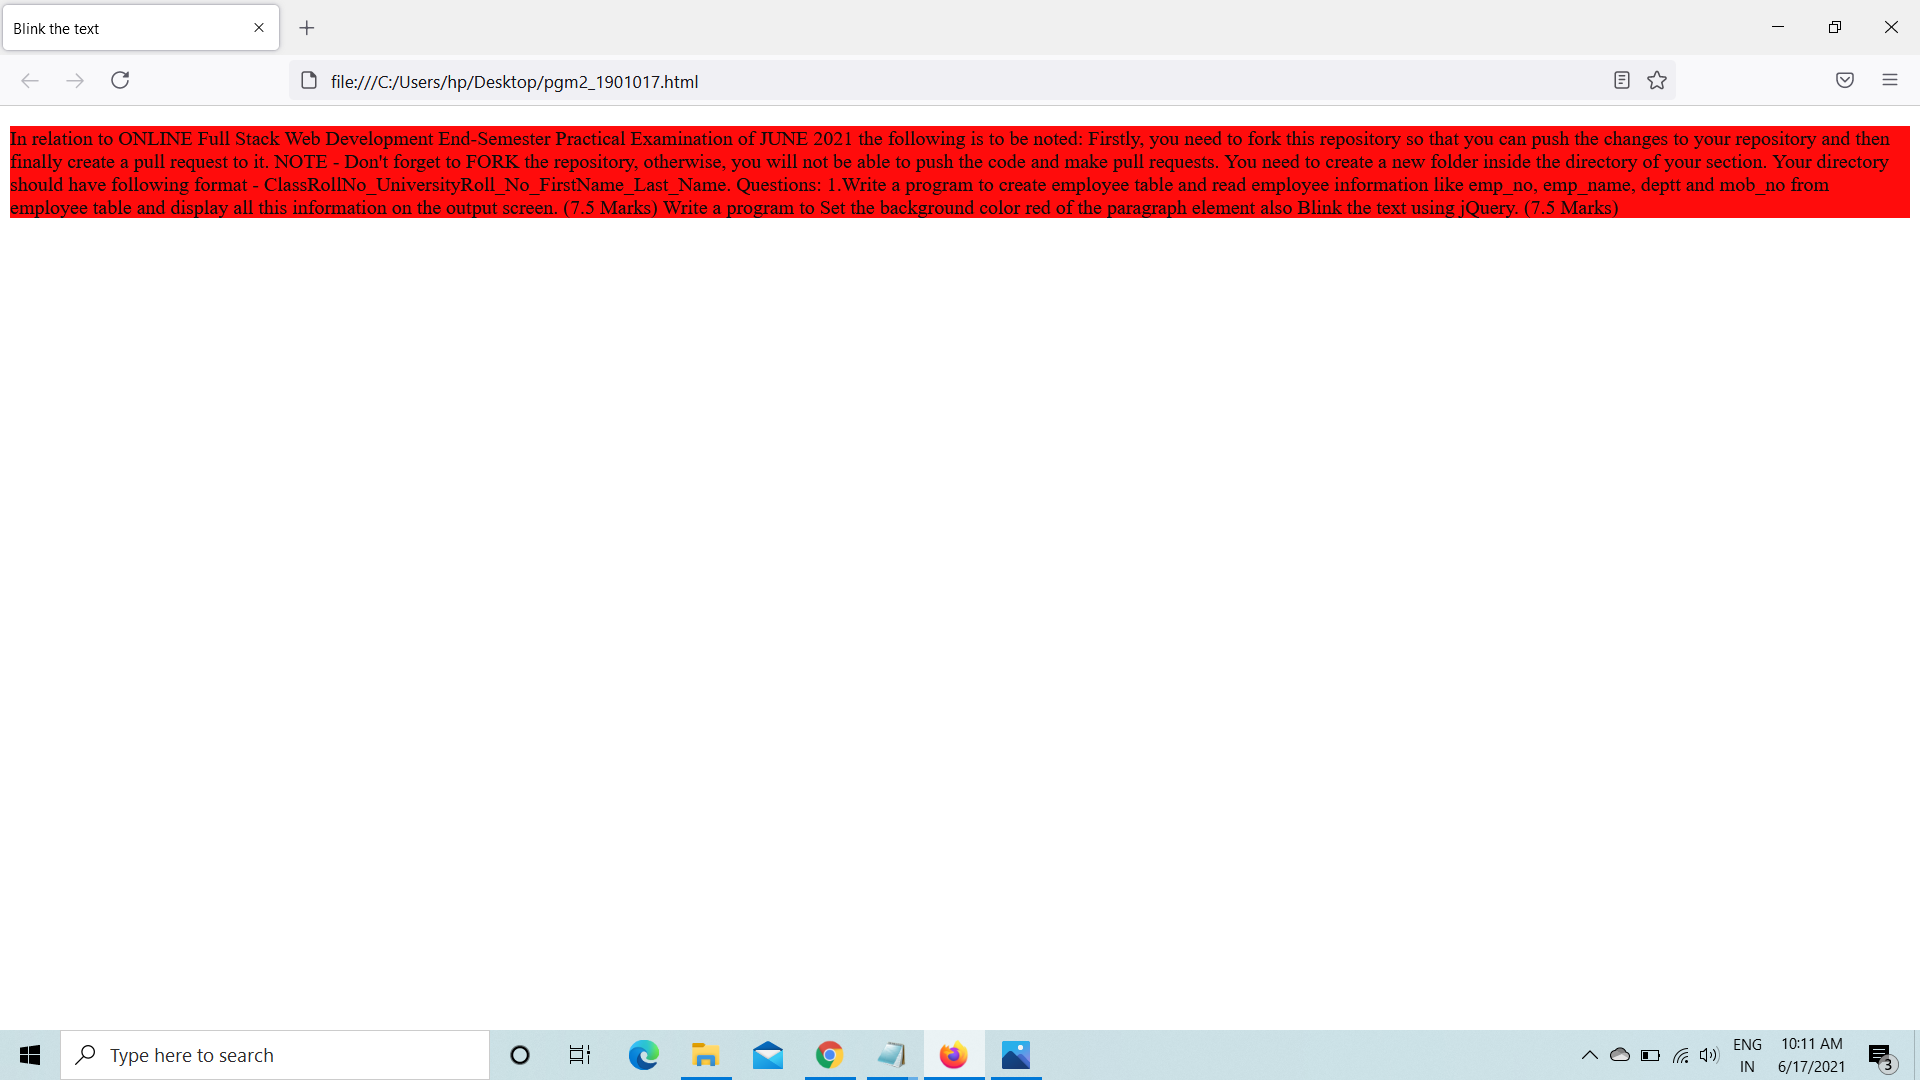 Blink the text
file:///C:/Users/hp/Desktop/pgm2_1901017.html
In relation to ONLINE Full Stack Web Development End-Semester Practical Examination of JUNE 2021 the following is to be noted: Firstly, you need to fork this repository so that you can push the changes to your repository and then
finally create a pull request to it. NOTE - Don't forget to FORK the repository, otherwise, you will not be able to push the code and make pull requests. You need to create a new folder inside the directory of your section. Your directory
should have following format - ClassRollNo_UniversityRoll_No_FirstName_Last_Name. Questions: 1.Write a program to create employee table and read employee information like emp_no, emp_name, deptt and mob_no from
employee table and display all this information on the output screen. (7.5 Marks) Write a program to Set the background color red of the paragraph element also Blink the text using jQuery. (7.5 Marks)
Type here to search
ENG
IN
10:11 AM
6/17/2021
3